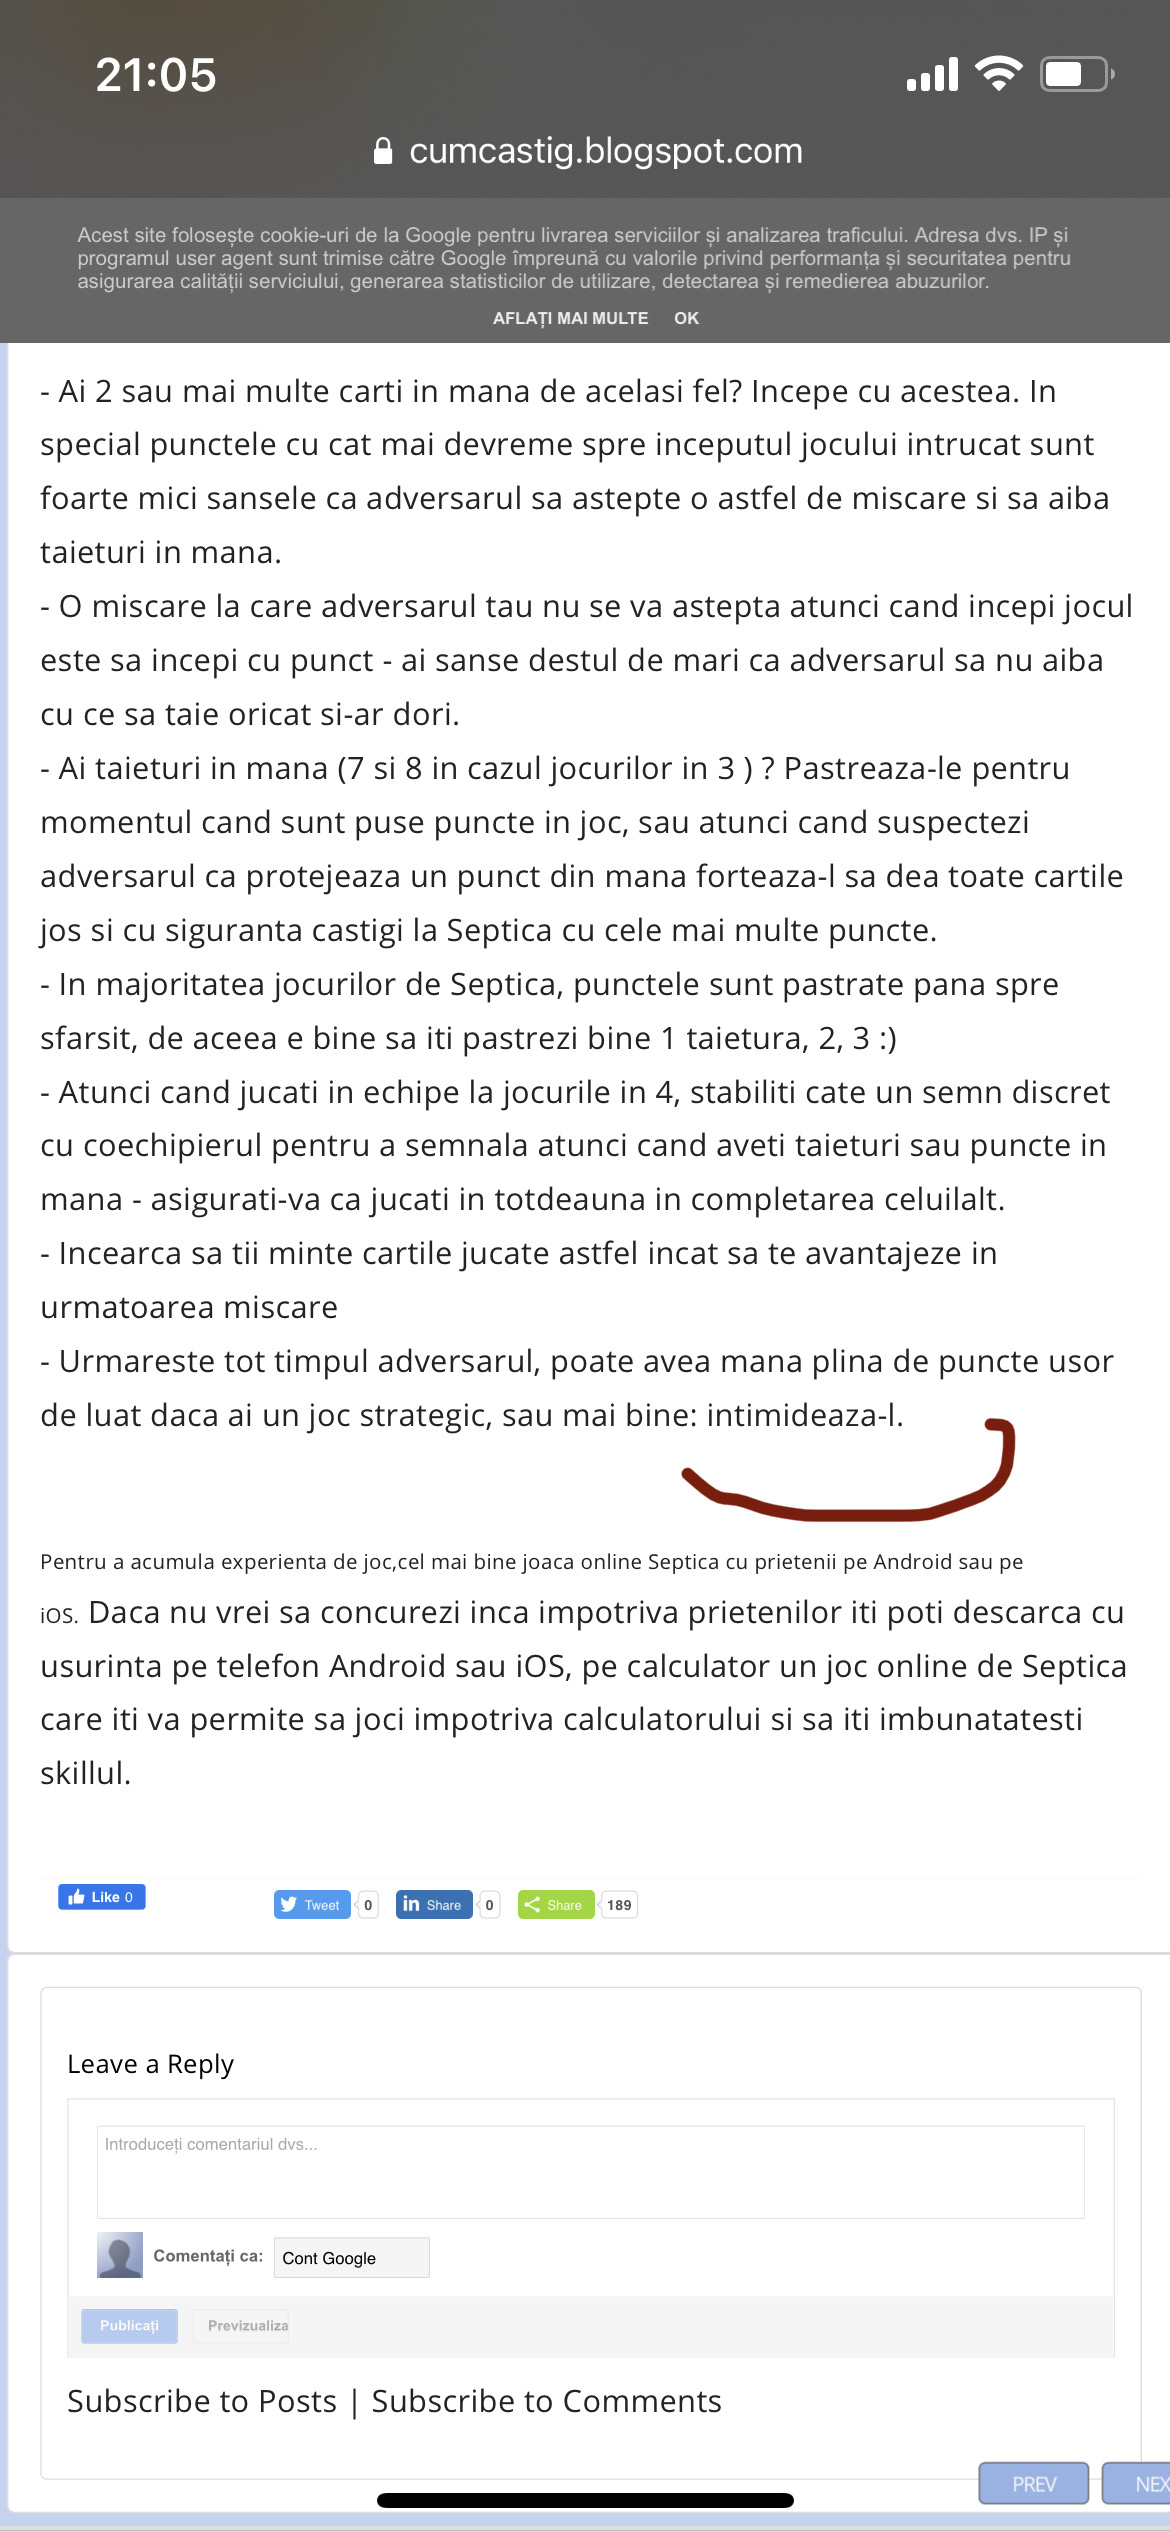 21:05
cumcastig.blogspot.com
Acest site folosește cookie-uri de la Google pentru livrarea serviciilor și analizarea traficului. Adresa dvs. IP și
programul user agent sunt trimise către Google împreună cu valorile privind performanța și securitatea pentru
asigurarea calității serviciului, generarea statisticilor de utilizare, detectarea și remedierea abuzurilor.
AFLAȚI MAI MULTE OK
- Ai 2 sau mai multe carti in mana de acelasi fel? Incepe cu acestea. In
special punctele cu cat mai devreme spre inceputul jocului intrucat sunt
foarte mici sansele ca adversarul sa astepte o astfel de miscare si sa aiba
taieturi in mana.
- O miscare la care adversarul tau nu se va astepta atunci cand incepi jocul
este sa incepi cu punct - ai sanse destul de mari ca adversarul sa nu aiba
cu ce sa taie oricat si-ar dori.
- Ai taieturi in mana (7 si 8 in cazul jocurilor in 3 ) ? Pastreaza-le pentru
momentul cand sunt puse puncte in joc, sau atunci cand suspectezi
adversarul ca protejeaza un punct din mana forteaza-l sa dea toate cartile
jos si cu siguranta castigi la Septica cu cele mai multe puncte.
- In majoritatea jocurilor de Septica, punctele sunt pastrate pana spre
sfarsit, de aceea e bine sa iti pastrezi bine 1 taietura, 2, 3 :)
- Atunci cand jucati in echipe la jocurile in 4, stabiliti cate un semn discret
cu coechipierul pentru a semnala atunci cand aveti taieturi sau puncte in
mana - asigurati-va ca jucati in totdeauna in completarea celuilalt.
- Incearca sa tii minte cartile jucate astfel incat sa te avantajeze in
urmatoarea miscare
- Urmareste tot timpul adversarul, poate avea mana plina de puncte usor
de luat daca ai un joc strategic, sau mai bine: intimideaza-l.
Pentru a acumula experienta de joc,cel mai bine joaca online Septica cu prietenii pe Android sau pe
iOS. Daca nu vrei sa concurezi inca impotriva prietenilor iti poti descarca cu
usurinta pe telefon Android sau iOS, pe calculator un joc online de Septica
care iti va permite sa joci impotriva calculatorului si sa iti imbunatatesti
skillul.
Like 0 Tweet 0 in Share 0 Share 189
Leave a Reply
Introduceți comentariul dvs...
Comentați ca: Cont Google
Publicați Previzualiza
Subscribe to Posts | Subscribe to Comments
PREV NEX